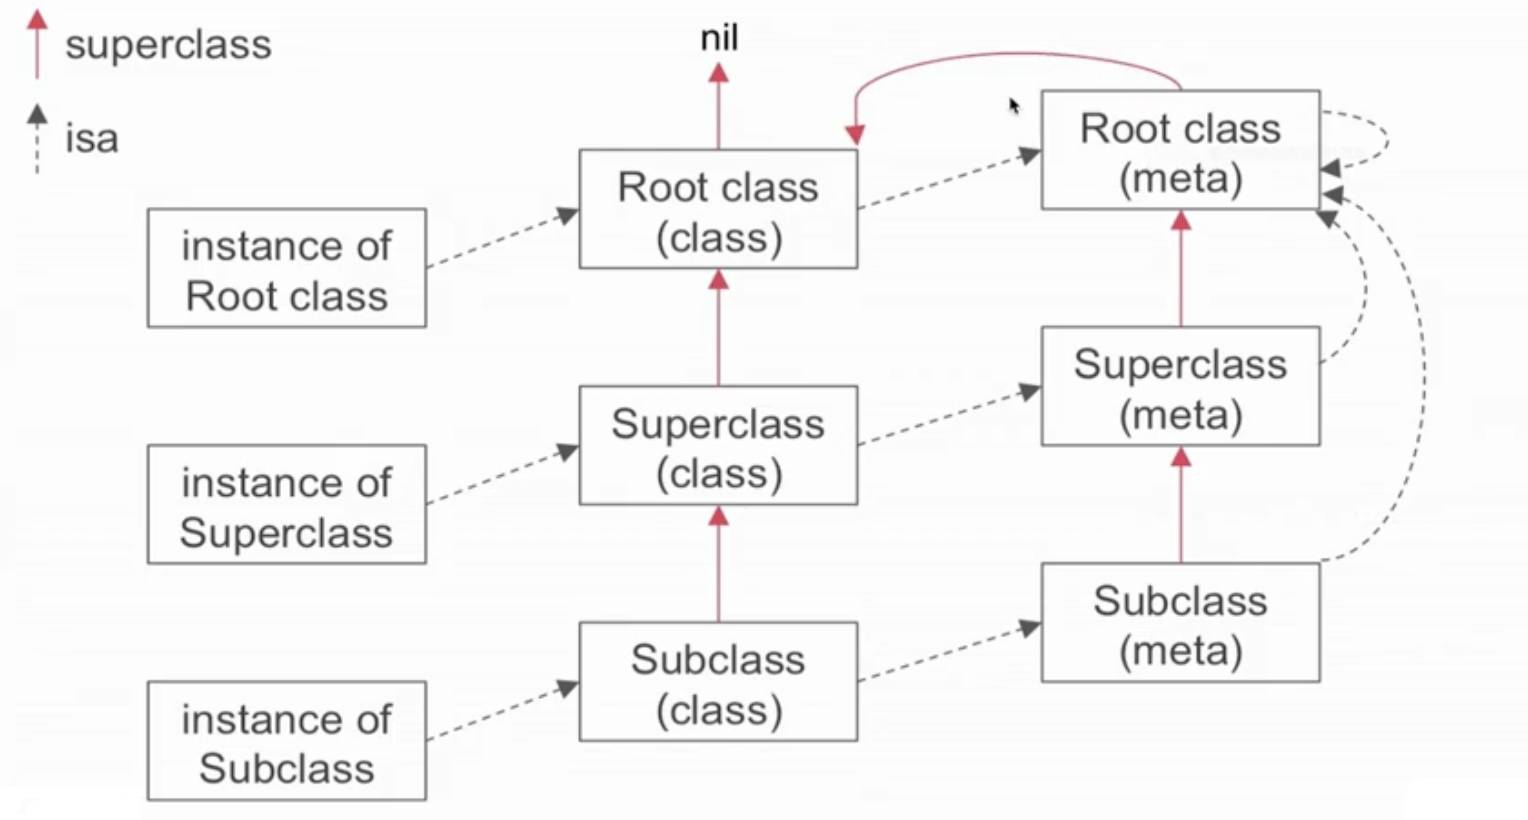 superclass
isa
nil
Root class
(meta)
Root class
(class)
instance of
Root class
Superclass
(meta)
Superclass
(class)
instance of
Superclass
Subclass
(meta)
Subclass
(class)
instance of
Subclass